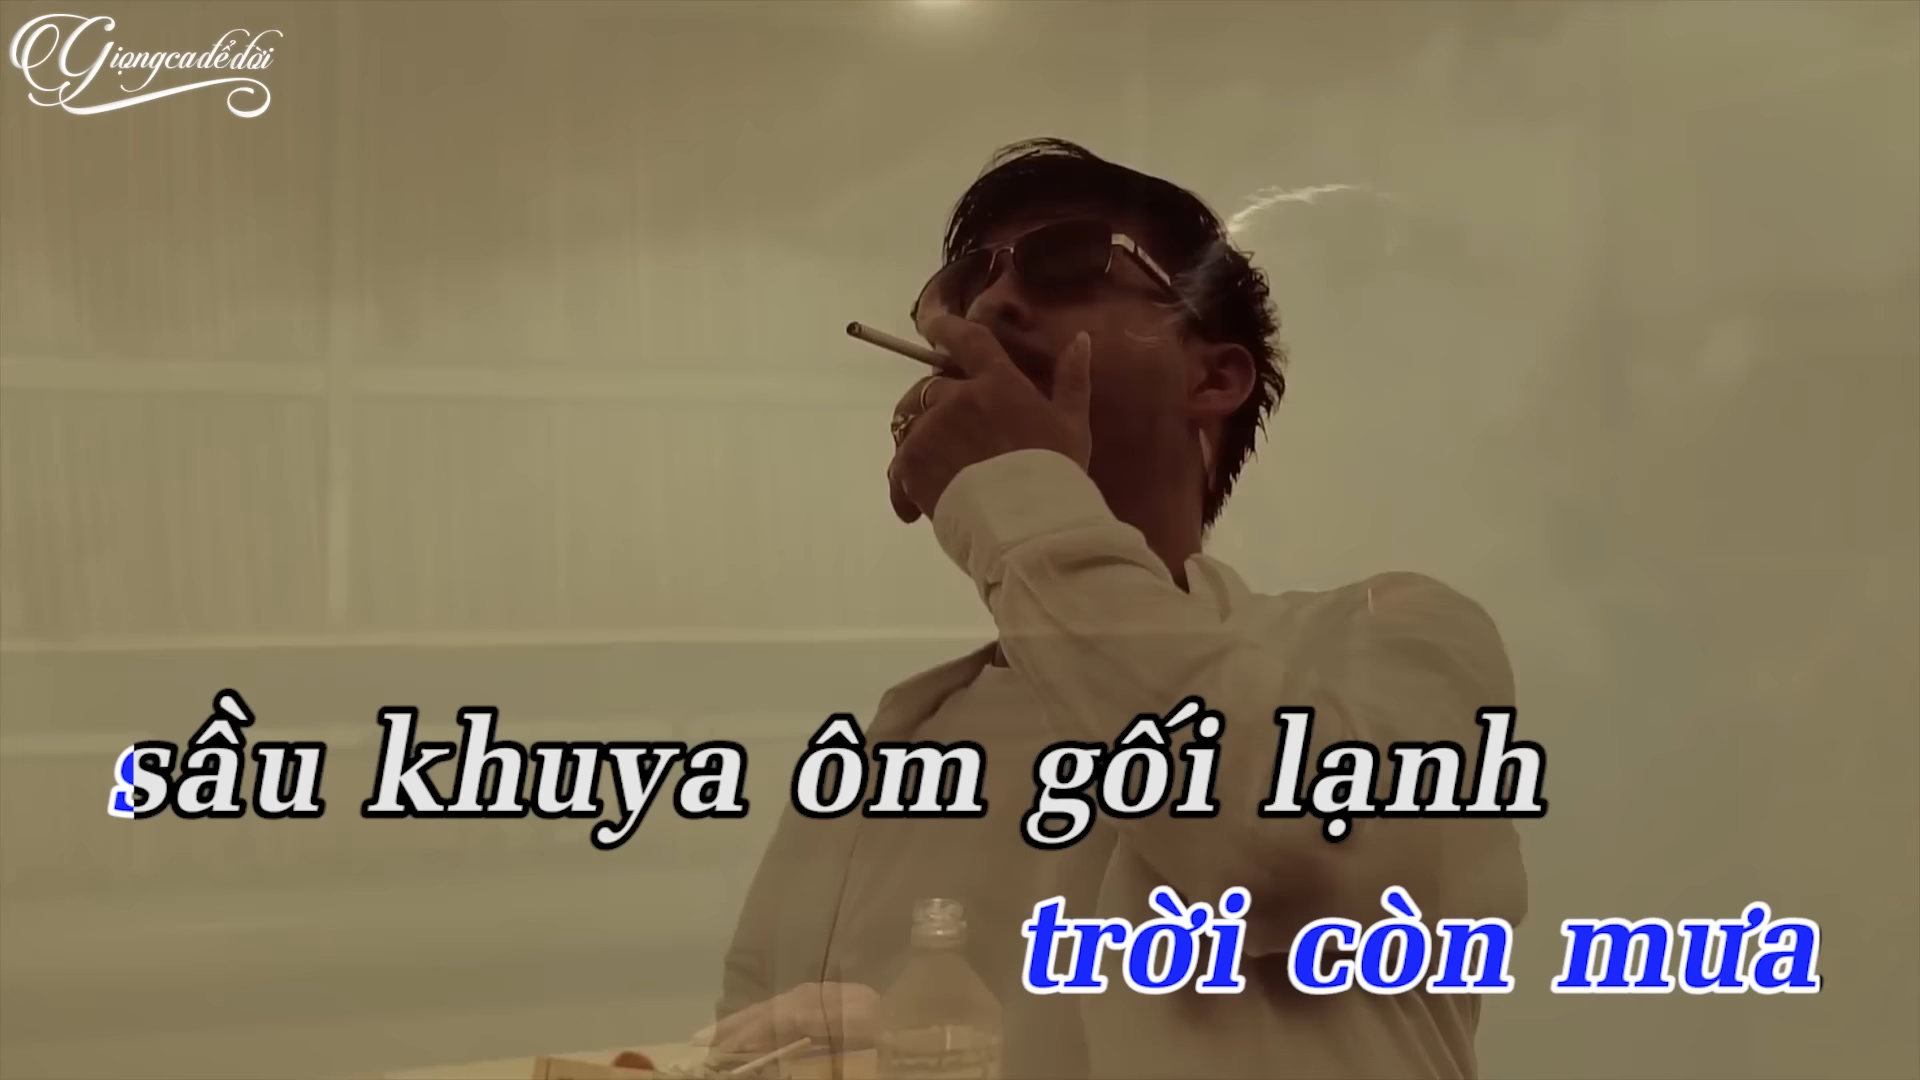 Giọngcađểđời
sầu khuya ôm gối lạnh
trời còn mưa